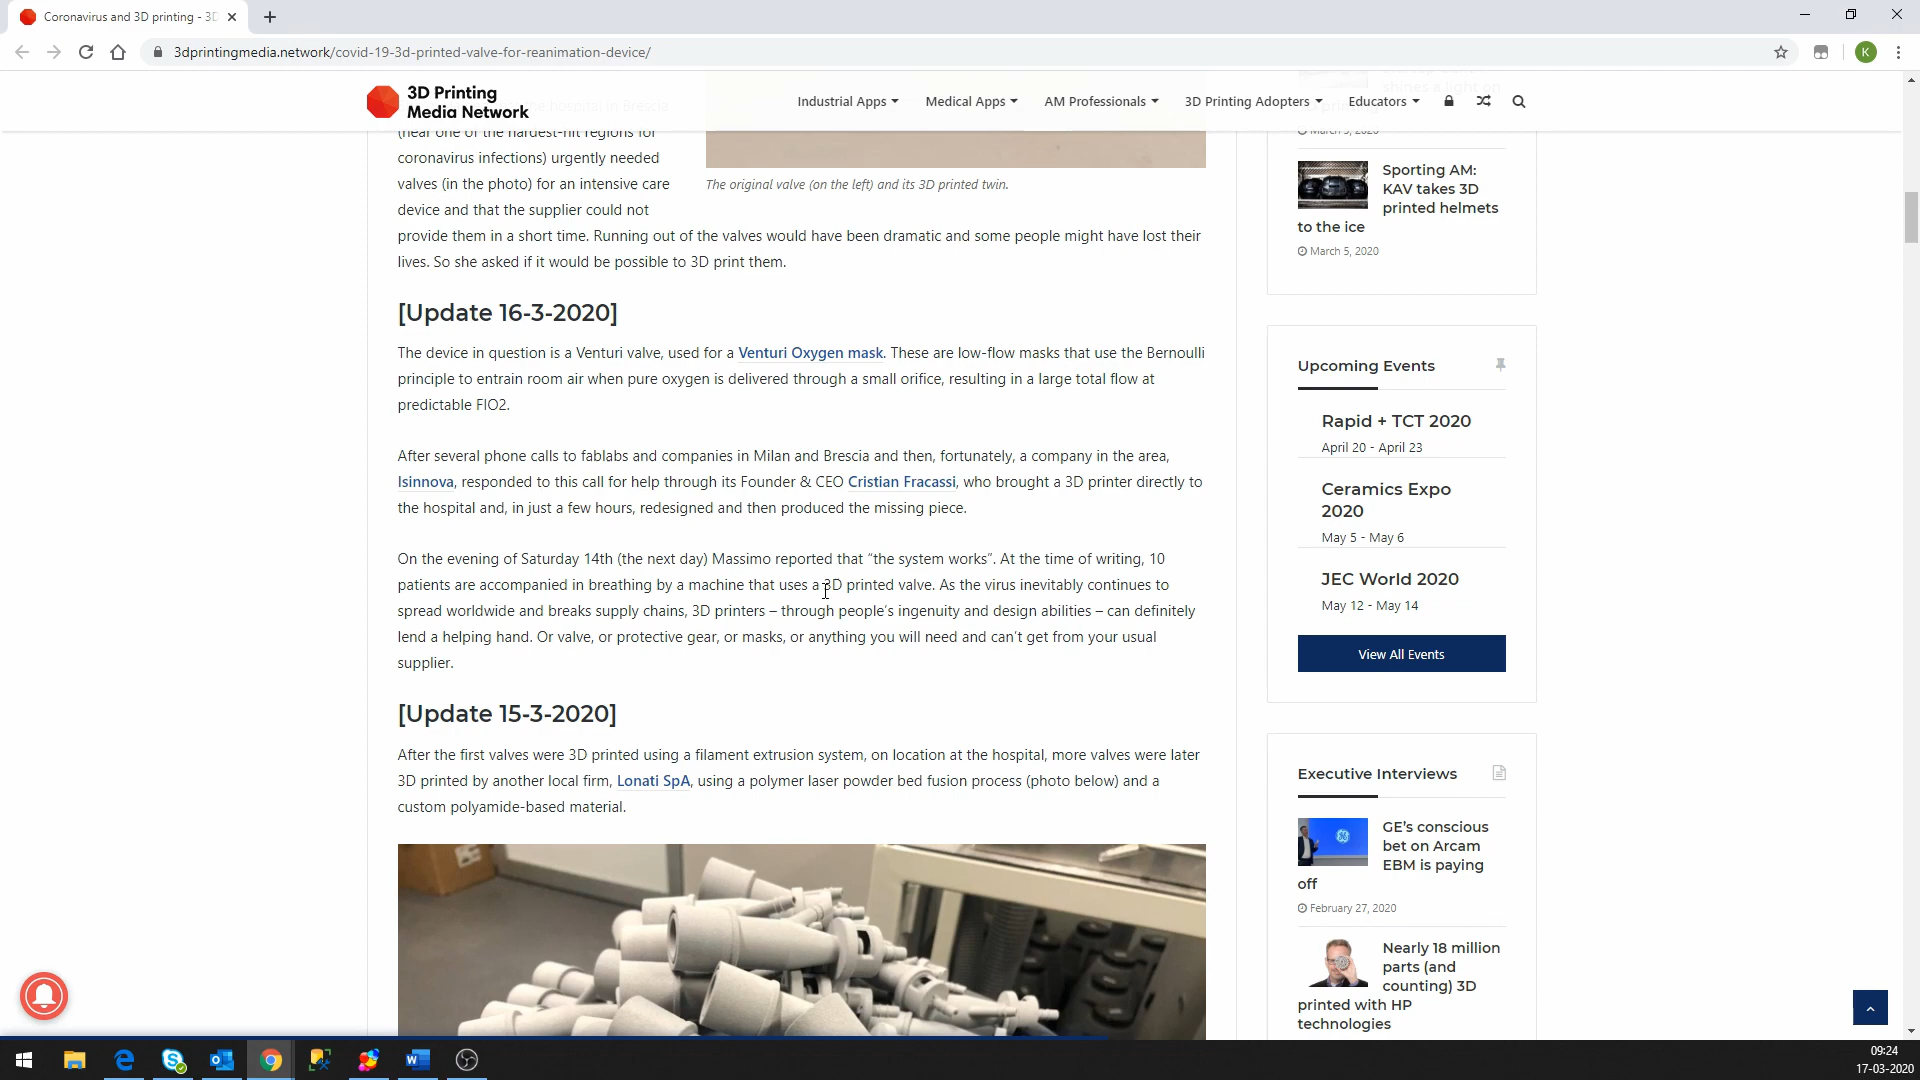 Coronavirus and 3D printing - 3D
3dprintingmedia.network/covid-19-3d-printed-valve-for-reanimation-device/
K
3D Printing
Media Network
Industrial Apps
Medical Apps
AM Professionals
3D Printing Adopters
Educators
the hospital in Brescia
(near one of the hardest-hit regions for
coronavirus infections) urgently needed
valves (in the photo) for an intensive care
device and that the supplier could not
provide them in a short time. Running out of the valves would have been dramatic and some people might have lost their
lives. So she asked if it would be possible to 3D print them.
The original valve (on the left) and its 3D printed twin.
[Update 16-3-2020]
The device in question is a Venturi valve, used for a Venturi Oxygen mask. These are low-flow masks that use the Bernoulli
principle to entrain room air when pure oxygen is delivered through a small orifice, resulting in a large total flow at
predictable FIO2.
After several phone calls to fablabs and companies in Milan and Brescia and then, fortunately, a company in the area,
Isinnova, responded to this call for help through its Founder & CEO Cristian Fracassi, who brought a 3D printer directly to
the hospital and, in just a few hours, redesigned and then produced the missing piece.
On the evening of Saturday 14th (the next day) Massimo reported that “the system works”. At the time of writing, 10
patients are accompanied in breathing by a machine that uses a 3D printed valve. As the virus inevitably continues to
spread worldwide and breaks supply chains, 3D printers – through people’s ingenuity and design abilities – can definitely
lend a helping hand. Or valve, or protective gear, or masks, or anything you will need and can’t get from your usual
supplier.
[Update 15-3-2020]
After the first valves were 3D printed using a filament extrusion system, on location at the hospital, more valves were later
3D printed by another local firm, Lonati SpA, using a polymer laser powder bed fusion process (photo below) and a
custom polyamide-based material.
shines a light on
March 5, 2020
Sporting AM:
KAV takes 3D
printed helmets
to the ice
March 5, 2020
Upcoming Events
Rapid + TCT 2020
April 20 - April 23
Ceramics Expo
2020
May 5 - May 6
JEC World 2020
May 12 - May 14
View All Events
Executive Interviews
GE’s conscious
bet on Arcam
EBM is paying
off
February 27, 2020
Nearly 18 million
parts (and
counting) 3D
printed with HP
technologies
09:24
17-03-2020